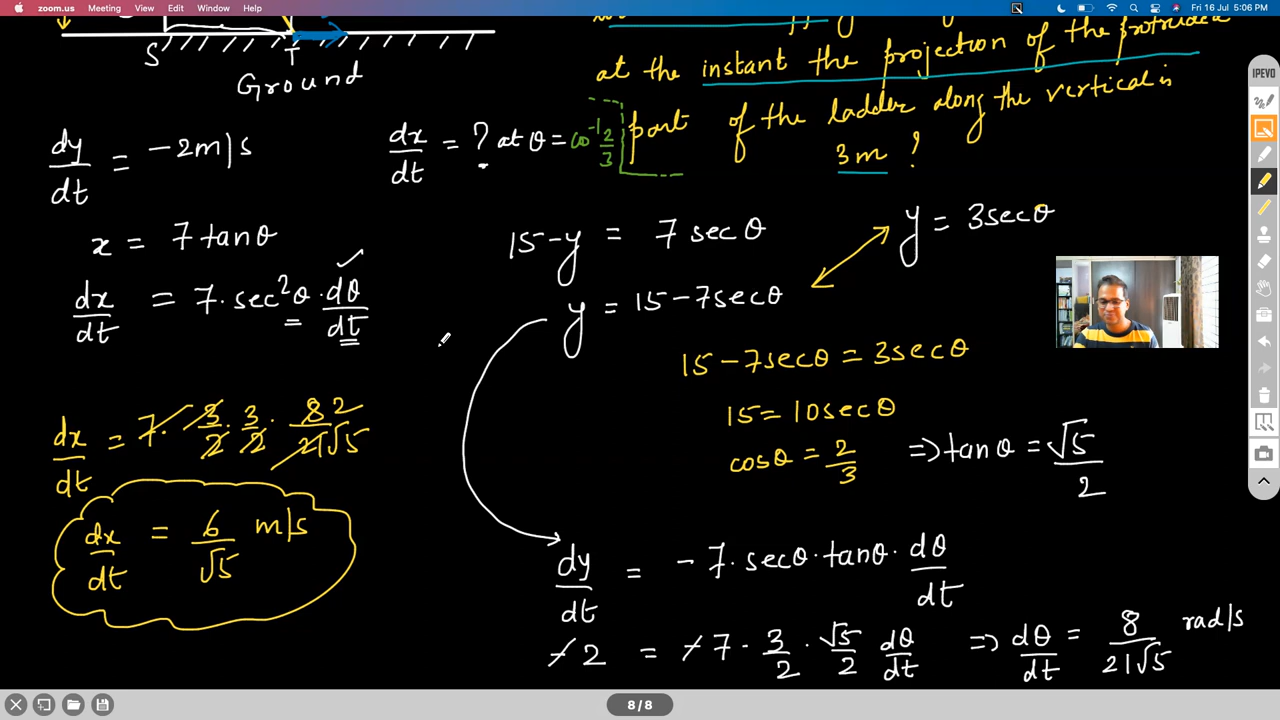 zoom.us Meeting View Edit Window Help
Fri 16 Jul 5:06 PM
S T
Ground
at the instant the projection of the protruded
part of the ladder along the vertical is
3m ?
dy/dt = -2m/s
dx/dt = ? at θ = cos⁻¹ 2/3
x = 7 tanθ
15-y = 7 secθ
y = 3secθ
dx/dt = 7. sec²θ . dθ/dt
y = 15-7secθ
15-7secθ = 3secθ
15 = 10secθ
cosθ = 2/3 => tanθ = √5/2
dx/dt = 7. 3/2 . 3/2 . 8 2/21√5
dx/dt = 6/√5 m/s
dy/dt = -7. secθ. tanθ. dθ/dt
-2 = -7 . 3/2 . √5/2 dθ/dt => dθ/dt = 8/21√5 rad/s
IPEVO
8/8